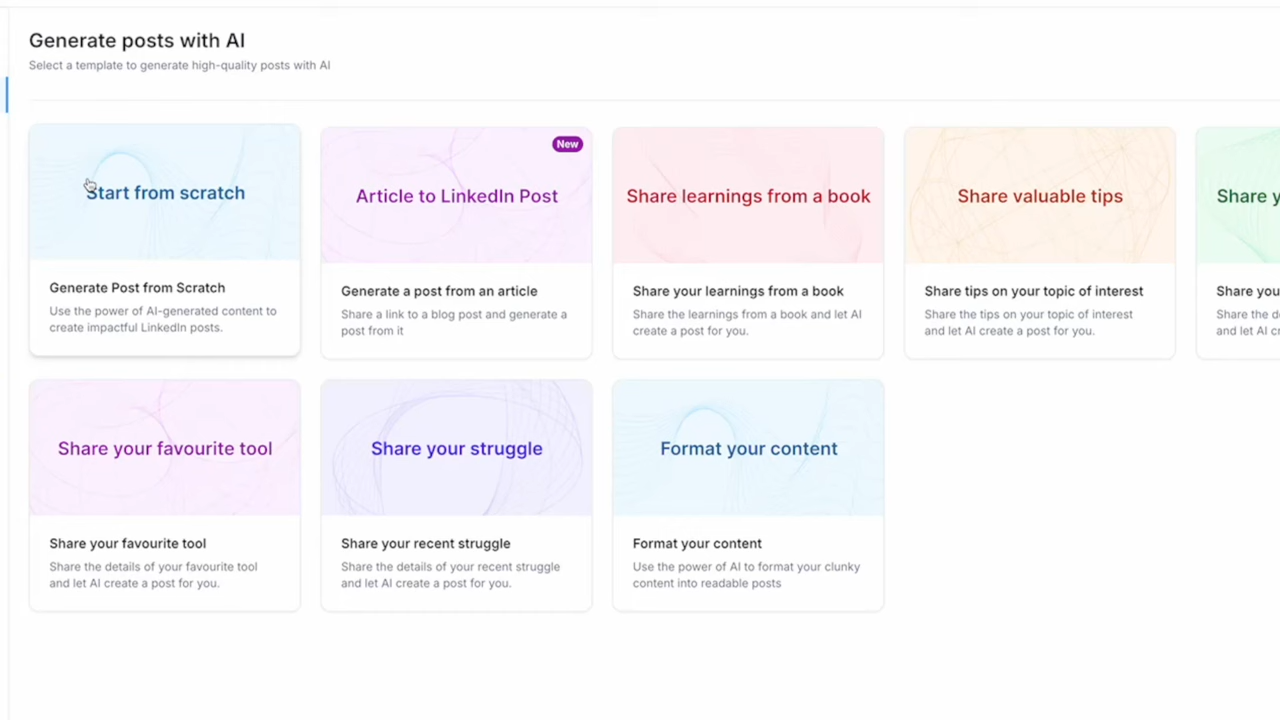 Generate posts with AI
Select a template to generate high-quality posts with AI
Start from scratch
Generate Post from Scratch
Use the power of AI-generated content to
create impactful LinkedIn posts.
New
Article to LinkedIn Post
Generate a post from an article
Share a link to a blog post and generate a
post from it
Share learnings from a book
Share your learnings from a book
Share the learnings from a book and let AI
create a post for you.
Share valuable tips
Share tips on your topic of interest
Share the tips on your topic of interest
and let AI create a post for you.
Share y
Share you
Share the d
and let AI c
Share your favourite tool
Share your favourite tool
Share the details of your favourite tool
and let AI create a post for you.
Share your struggle
Share your recent struggle
Share the details of your recent struggle
and let AI create a post for you.
Format your content
Format your content
Use the power of AI to format your clunky
content into readable posts